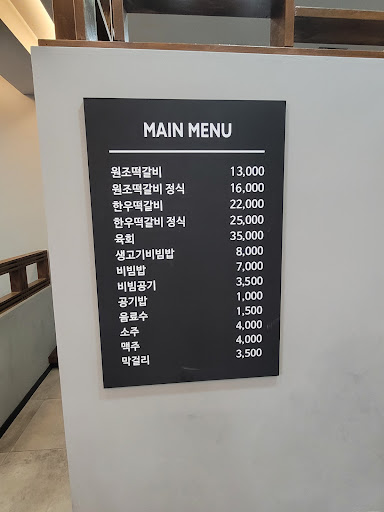 MAIN MENU
원조떡갈비 13,000
원조떡갈비 정식 16,000
한우떡갈비 22,000
한우떡갈비 정식 25,000
육회 35,000
생고기비빔밥 8,000
비빔밥 7,000
비빔공기 3,500
공기밥 1,000
음료수 1,500
소주 4,000
맥주 4,000
막걸리 3,500